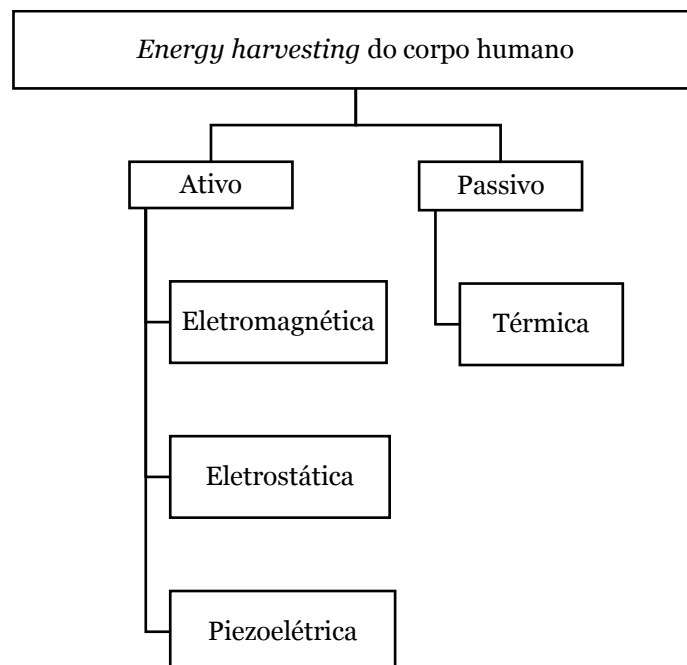 Energy harvesting do corpo humano
Ativo
Passivo
Eletromagnética
Térmica
Eletrostática
Piezoelétrica